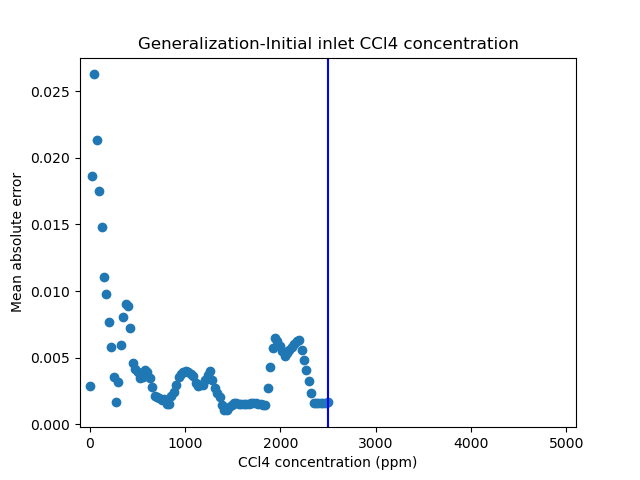 Generalization-Initial inlet CCl4 concentration
0.025
0.020
0.015
0.010
0.005
0.000
Mean absolute error
0 1000 2000 3000 4000 5000
CCl4 concentration (ppm)